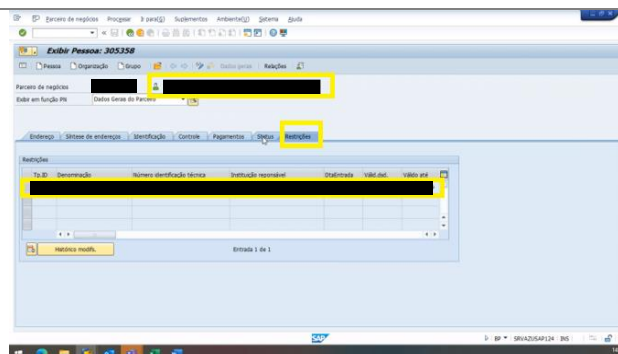 Parceiro de negócios Processar Ir para(G) Suplementos Ambiente(U) Sistema Ajuda
Exibir Pessoa: 305358
Pessoa Organização Grupo Dados gerais Relações
Parceiro de negócios
Exibir em função PN Dados Gerais do Parceiro
Endereço Síntese de endereços Identificação Controle Pagamentos Status Restrições
Restrições
Tp.ID Denominação Número identificação técnica Instituição reponsável DtaEntrada Válid.desd. Válido até
Histórico modifs. Entrada 1 de 1
SAP BP SRVAZUSAP124 INS